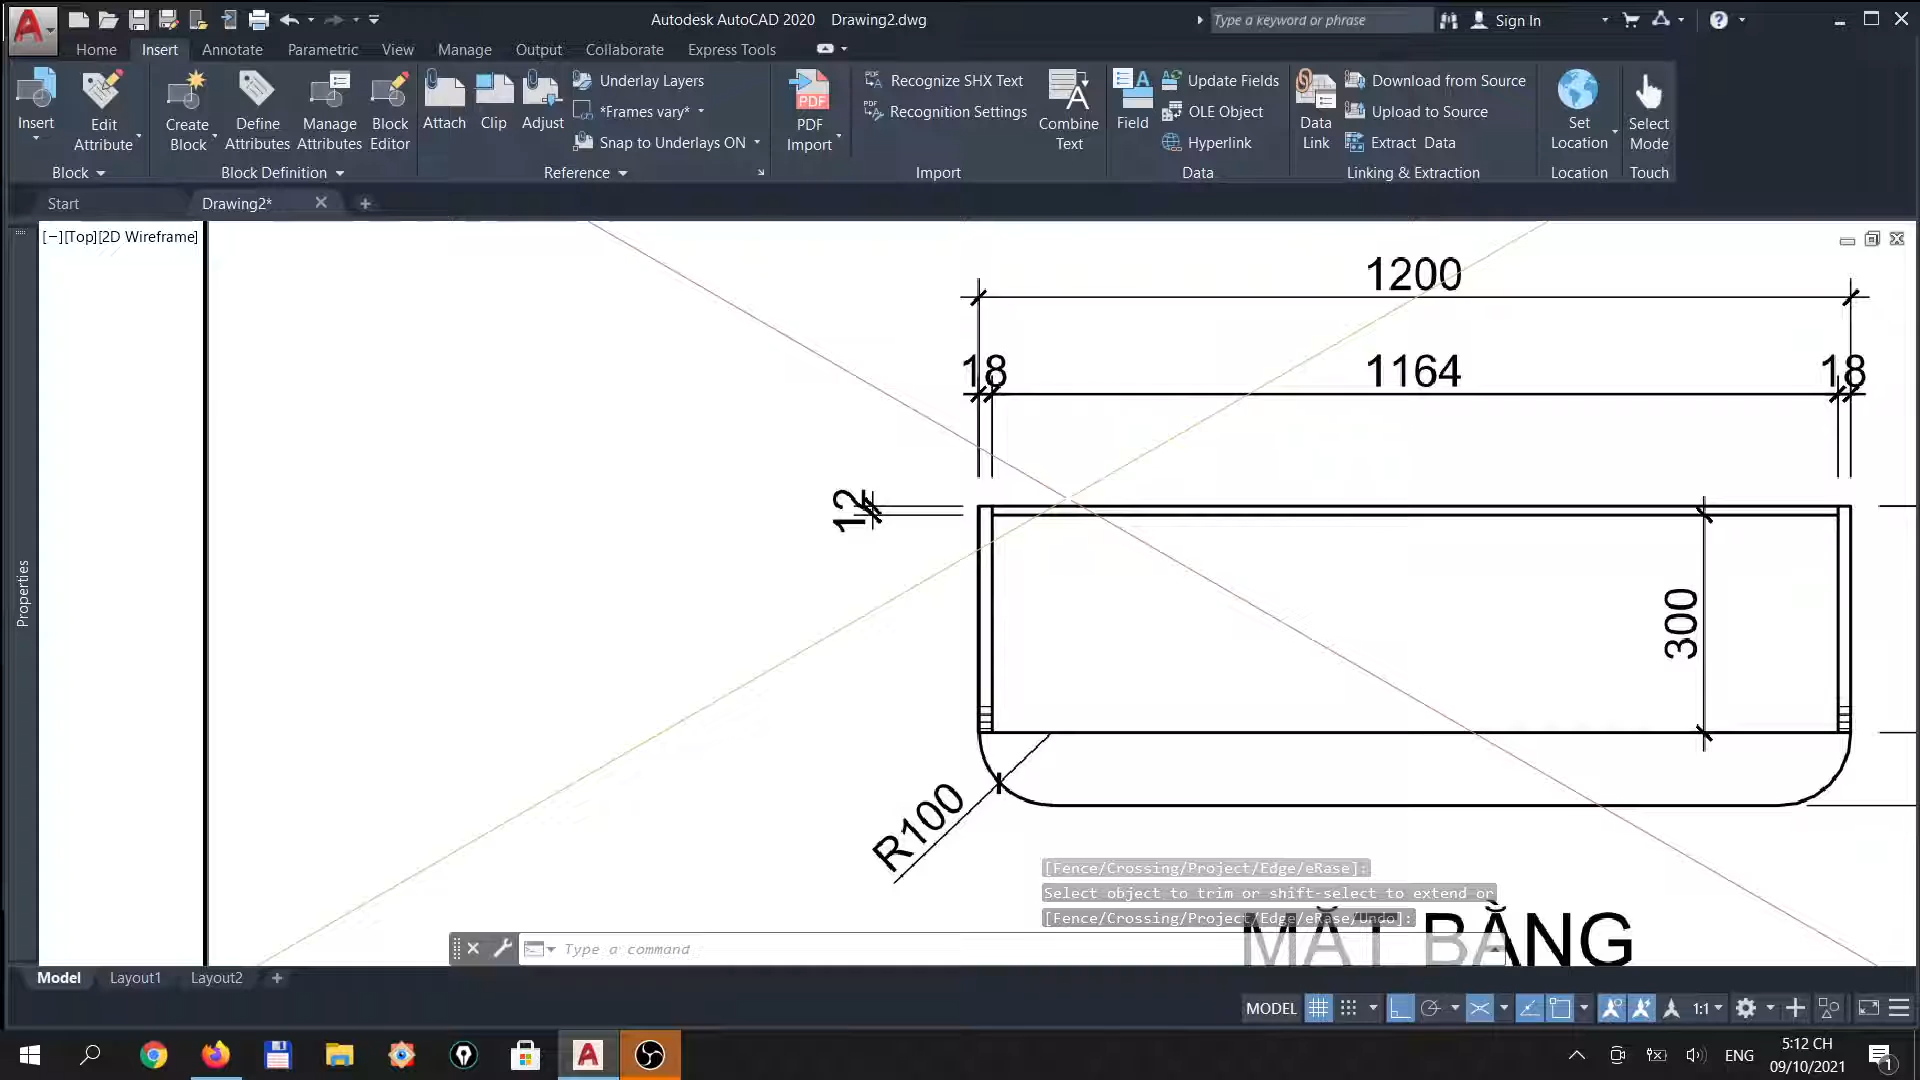 Autodesk AutoCAD 2020 Drawing2.dwg
Type a keyword or phrase
Sign In
Home Insert Annotate Parametric View Manage Output Collaborate Express Tools
Insert
Edit
Attribute
Create
Block
Define
Attributes
Manage
Attributes
Block
Editor
Attach
Clip
Adjust
Underlay Layers
*Frames vary*
Snap to Underlays ON
PDF
PDF
Import
Recognize SHX Text
Recognition Settings
Combine
Text
Field
Update Fields
OLE Object
Hyperlink
Data
Link
Download from Source
Upload to Source
Extract Data
Set
Location
Select
Mode
Block
Block Definition
Reference
Import
Data
Linking & Extraction
Location
Touch
Start
Drawing2*
[−][Top][2D Wireframe]
1200
18
1164
18
12
300
R100
Properties
[Fence/Crossing/Project/Edge/eRase]:
Select object to trim or shift-select to extend or
[Fence/Crossing/Project/Edge/eRase/Undo]:
MẶT BẰNG
Type a command
Model Layout1 Layout2
MODEL
1:1
ENG
5:12 CH
09/10/2021
1